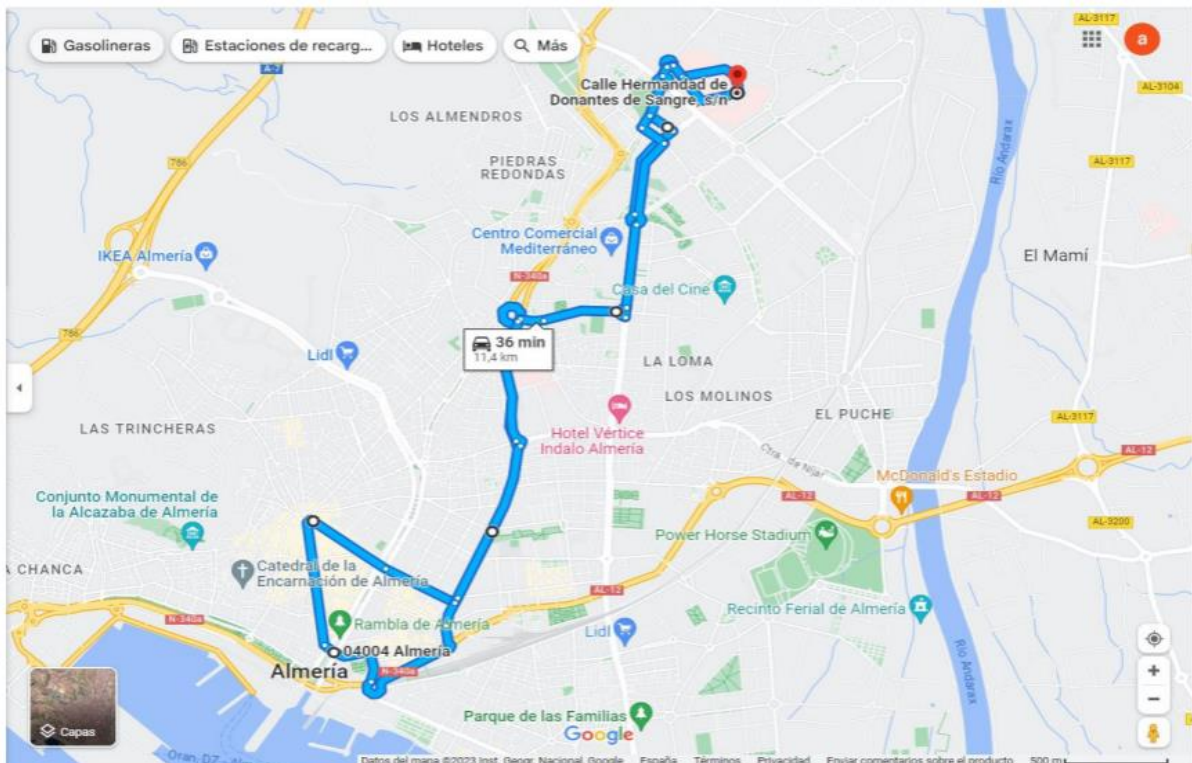 Gasolineras
Estaciones de recarg...
Hoteles
Más
AL-3117
a
A-7
Calle Hermandad de
Donantes de Sangre, s/n
AL-3104
LOS ALMENDROS
786
PIEDRAS
REDONDAS
AL-3117
Río Andarax
Centro Comercial
Mediterráneo
IKEA Almería
El Mamí
N-340a
Casa del Cine
786
36 min
11,4 km
Lidl
LA LOMA
LOS MOLINOS
EL PUCHE
AL-3117
LAS TRINCHERAS
Hotel Vértice
Indalo Almería
Ctra. de Níjar
AL-12
McDonald's Estadio
AL-12
AL-12
Conjunto Monumental de
la Alcazaba de Almería
AL-3200
Power Horse Stadium
A CHANCA
Catedral de la
Encarnación de Almería
AL-12
Recinto Ferial de Almería
N-340a
Rambla de Almería
Lidl
04004 Almería
Almería
N-340a
Río Andarax
Capas
Parque de las Familias
Google
Datos del mapa ©2023 Inst. Geogr. Nacional, Google España Términos Privacidad Enviar comentarios sobre el producto 500 m